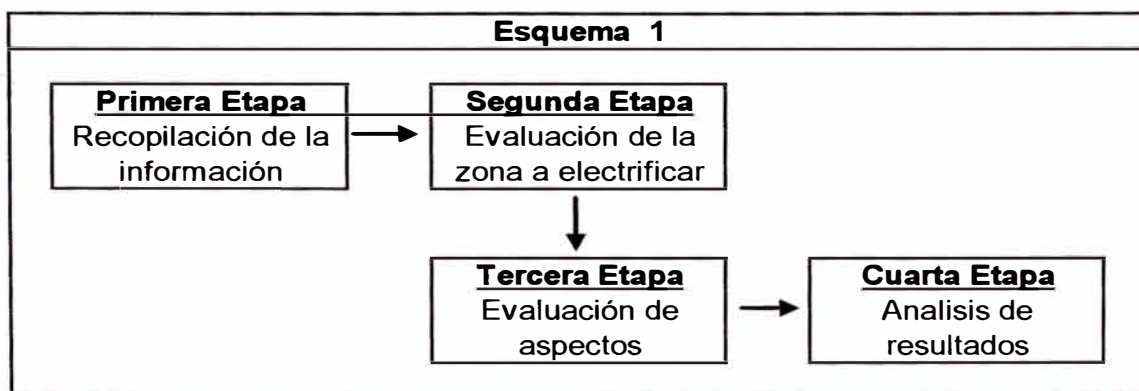 Esquema 1
Primera Etapa
Recopilación de la
información
Segunda Etapa
Evaluación de la
zona a electrificar
Tercera Etapa
Evaluación de
aspectos
Cuarta Etapa
Analisis de
resultados